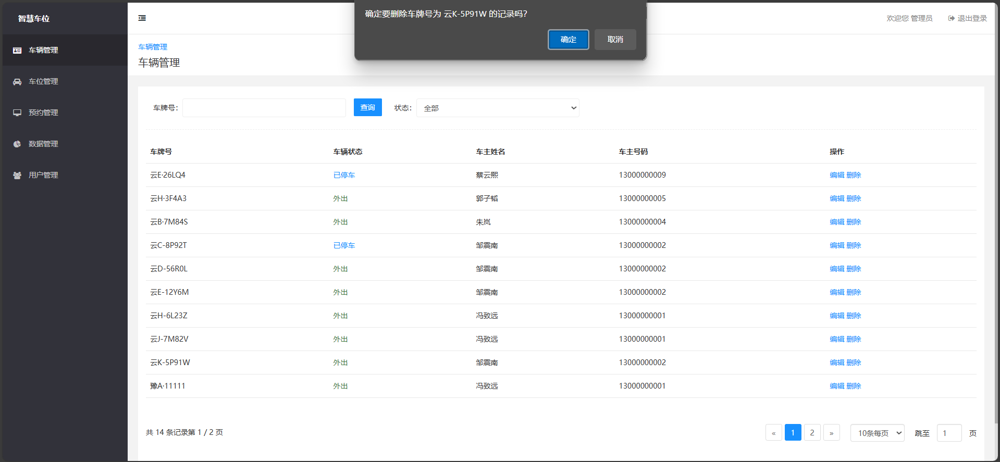 智慧车位
确定要删除车牌号为 云K-5P91W 的记录吗?
确定 取消
欢迎您 管理员 退出登录
车辆管理
车位管理
预约管理
数据管理
用户管理
车辆管理
车辆管理
车牌号: 查询 状态: 全部
车牌号 车辆状态 车主姓名 车主号码 操作
云E·26LQ4 已停车 蔡云熙 13000000009 编辑 删除
云H·3F4A3 外出 郭子韬 13000000005 编辑 删除
云B·7M84S 外出 朱岚 13000000004 编辑 删除
云C-8P92T 已停车 邹震南 13000000002 编辑 删除
云D-56R0L 外出 邹震南 13000000002 编辑 删除
云E-12Y6M 外出 邹震南 13000000002 编辑 删除
云H-6L23Z 外出 冯致远 13000000001 编辑 删除
云J-7M82V 外出 冯致远 13000000001 编辑 删除
云K-5P91W 外出 邹震南 13000000002 编辑 删除
豫A·11111 外出 冯致远 13000000001 编辑 删除
共 14 条记录第 1 / 2 页 « 1 2 » 10条每页 跳至 1 页